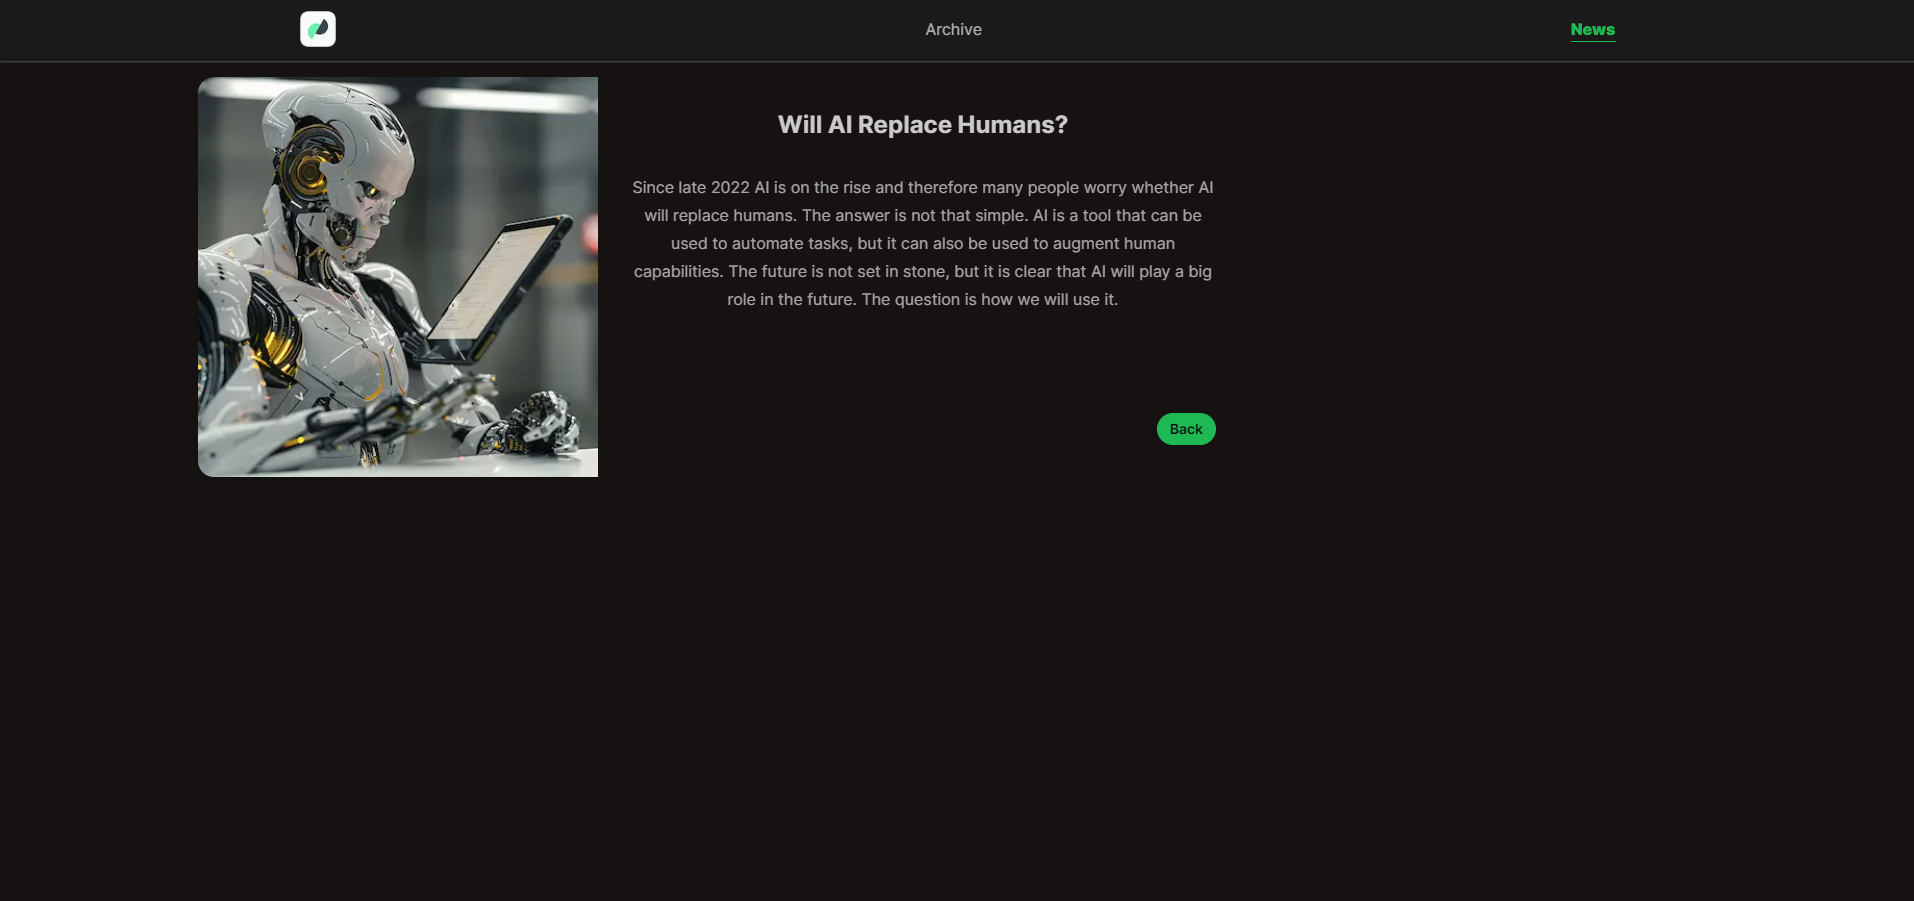 Archive
News
Will AI Replace Humans?
Since late 2022 AI is on the rise and therefore many people worry whether AI
will replace humans. The answer is not that simple. AI is a tool that can be
used to automate tasks, but it can also be used to augment human
capabilities. The future is not set in stone, but it is clear that AI will play a big
role in the future. The question is how we will use it.
Back